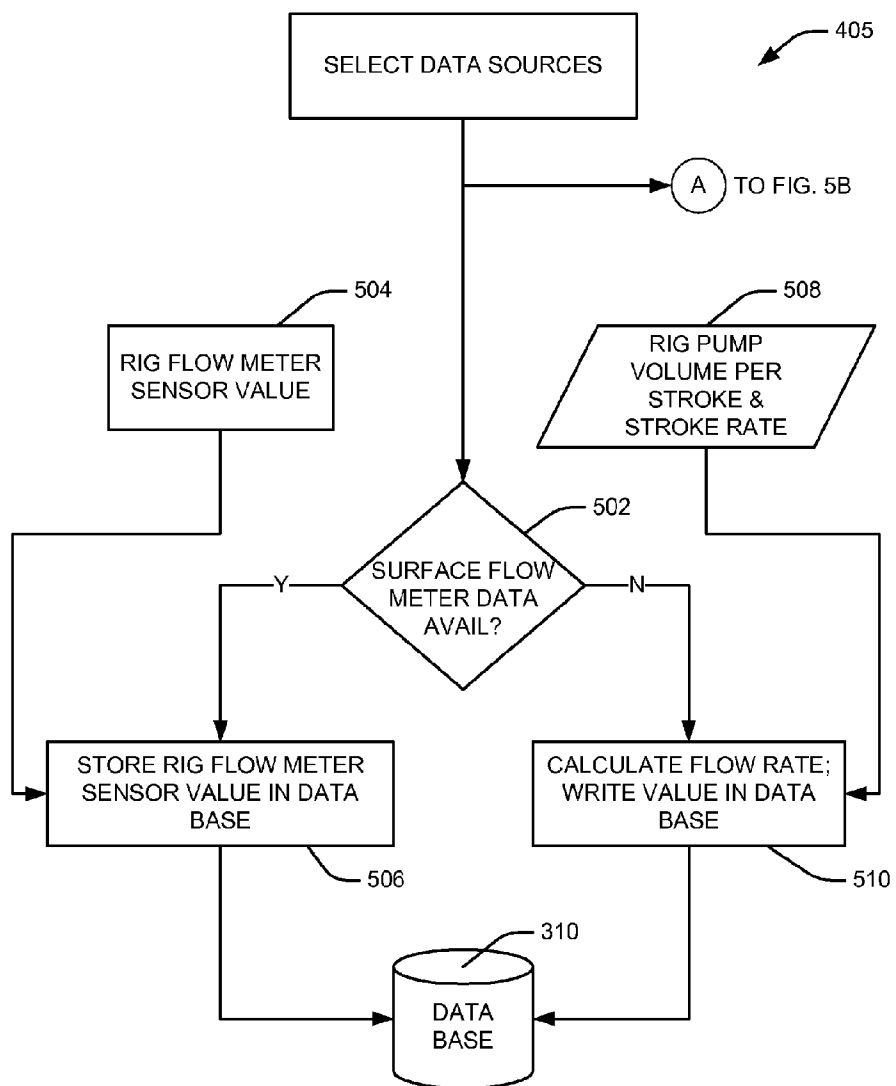 SELECT DATA SOURCES
405
A
TO FIG. 5B
504
RIG FLOW METER
SENSOR VALUE
508
RIG PUMP
VOLUME PER
STROKE &
STROKE RATE
502
SURFACE FLOW
METER DATA
AVAIL?
Y
N
STORE RIG FLOW METER
SENSOR VALUE IN DATA
BASE
506
CALCULATE FLOW RATE;
WRITE VALUE IN DATA
BASE
510
310
DATA
BASE